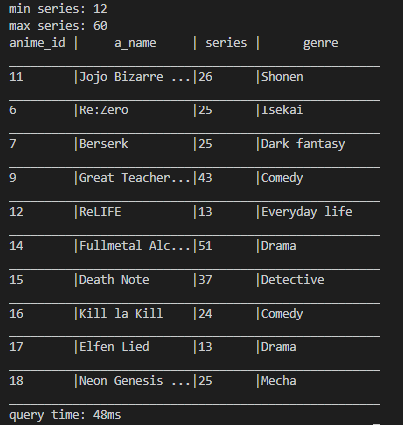 min series: 12
max series: 60
anime_id | a_name | series | genre
11 |Jojo Bizarre ...|26 |Shonen
6 |Re:Zero |25 |Isekai
7 |Berserk |25 |Dark fantasy
9 |Great Teacher...|43 |Comedy
12 |ReLIFE |13 |Everyday life
14 |Fullmetal Alc...|51 |Drama
15 |Death Note |37 |Detective
16 |Kill la Kill |24 |Comedy
17 |Elfen Lied |13 |Drama
18 |Neon Genesis ...|25 |Mecha
query time: 48ms